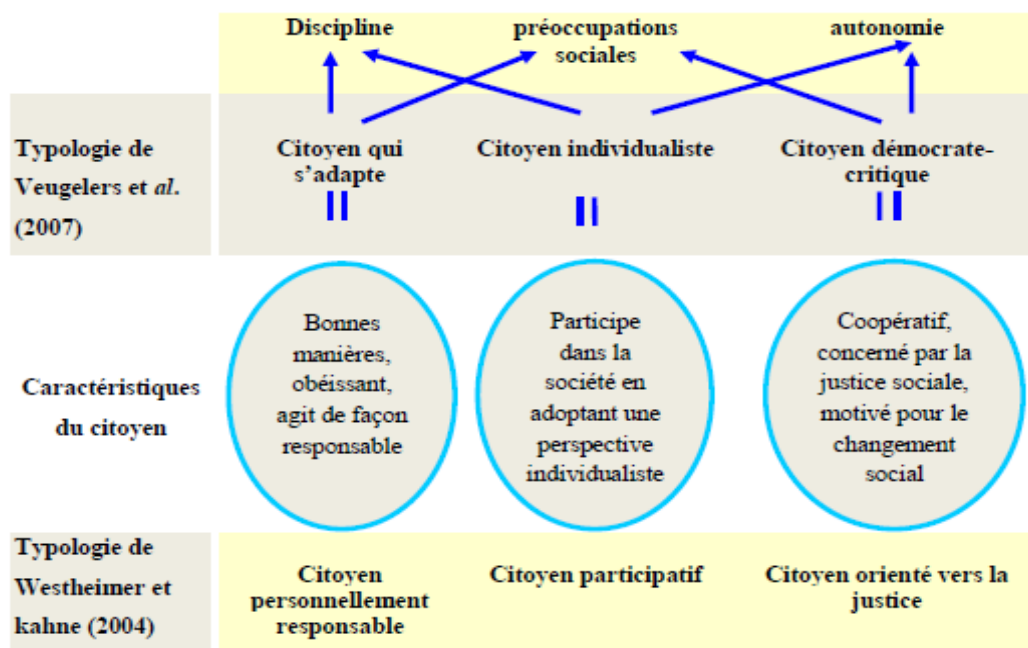 Discipline
préoccupations
sociales
autonomie
Typologie de
Veugelers et al.
(2007)
Citoyen qui
s’adapte
Citoyen individualiste
Citoyen démocrate-
critique
Caractéristiques
du citoyen
Bonnes
manières,
obéissant,
agit de façon
responsable
Participe
dans la
société en
adoptant une
perspective
individualiste
Coopératif,
concerné par la
justice sociale,
motivé pour le
changement
social
Typologie de
Westheimer et
kahne (2004)
Citoyen
personnellement
responsable
Citoyen participatif
Citoyen orienté vers la
justice